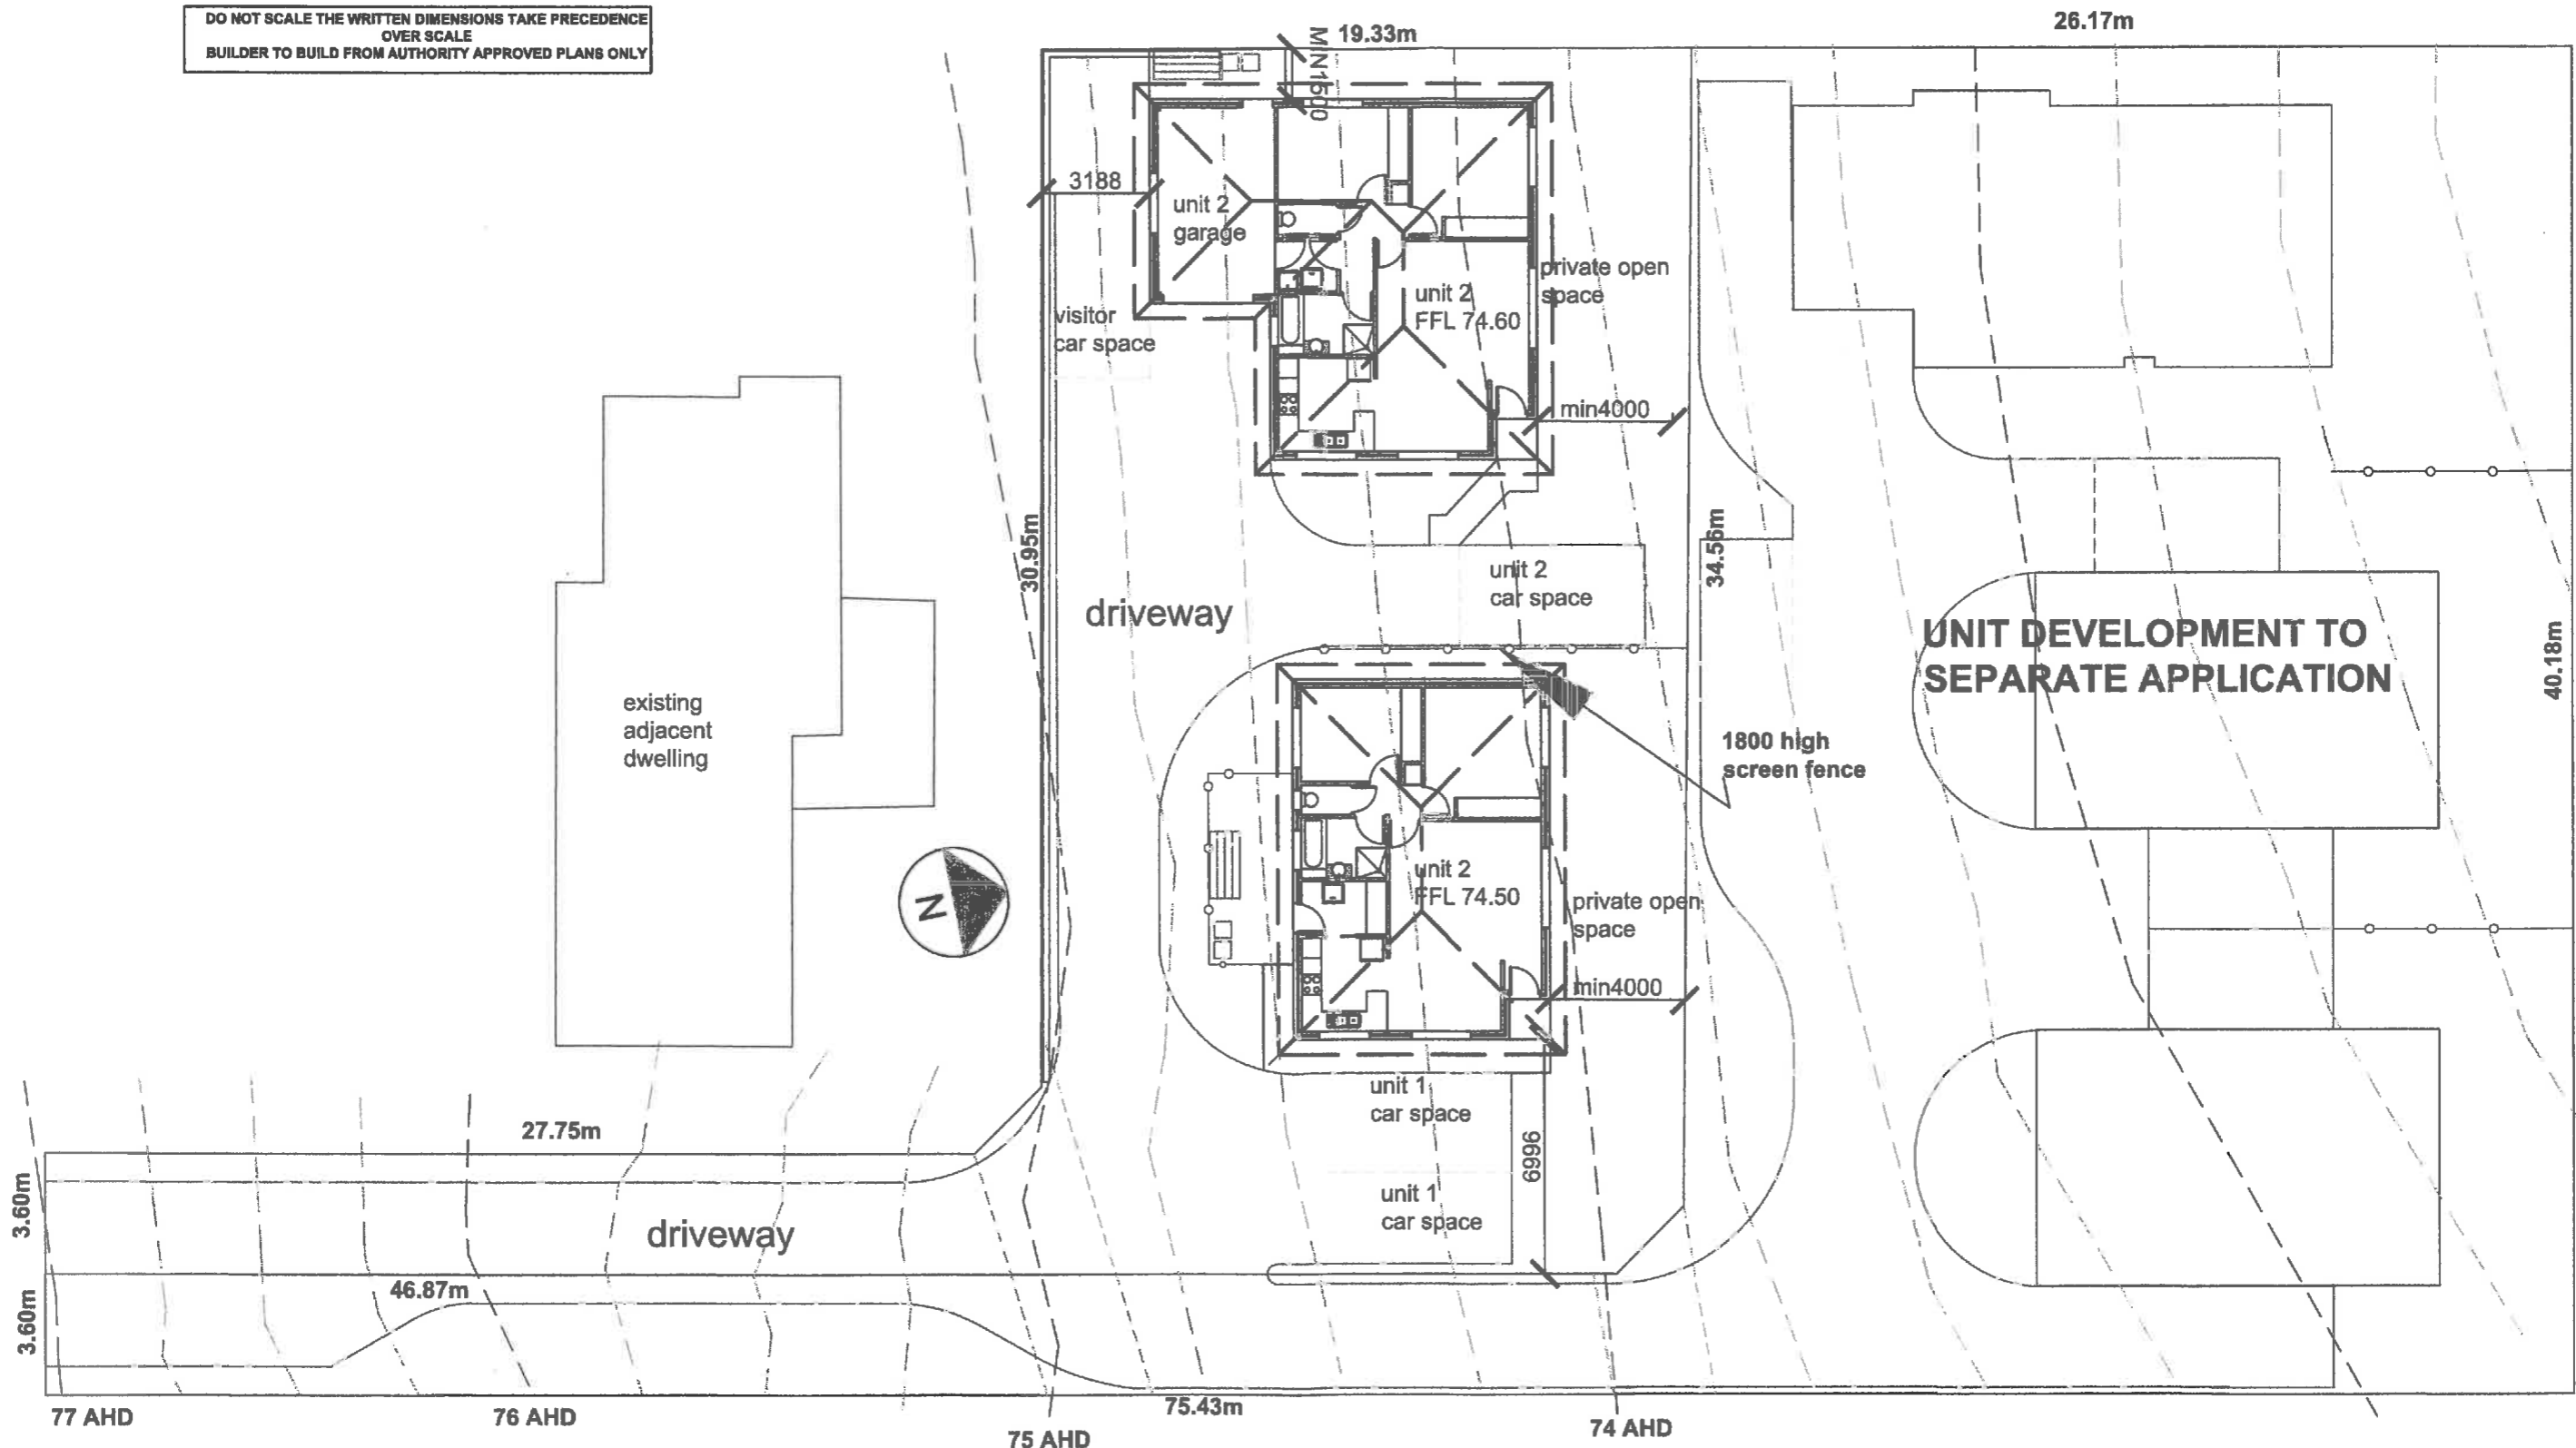 DO NOT SCALE THE WRITTEN DIMENSIONS TAKE PRECEDENCE
OVER SCALE
BUILDER TO BUILD FROM AUTHORITY APPROVED PLANS ONLY
19.33m
26.17m
MIN1500
3188
unit 2
garage
visitor
car space
unit 2
FFL 74.60
private open
space
min4000
30.95m
34.56m
40.18m
driveway
unit 2
car space
UNIT DEVELOPMENT TO
SEPARATE APPLICATION
existing
adjacent
dwelling
1800 high
screen fence
N
unit 2
FFL 74.50
private open
space
min4000
unit 1
car space
6996
unit 1
car space
27.75m
3.60m
driveway
46.87m
3.60m
77 AHD
76 AHD
75 AHD
75.43m
74 AHD